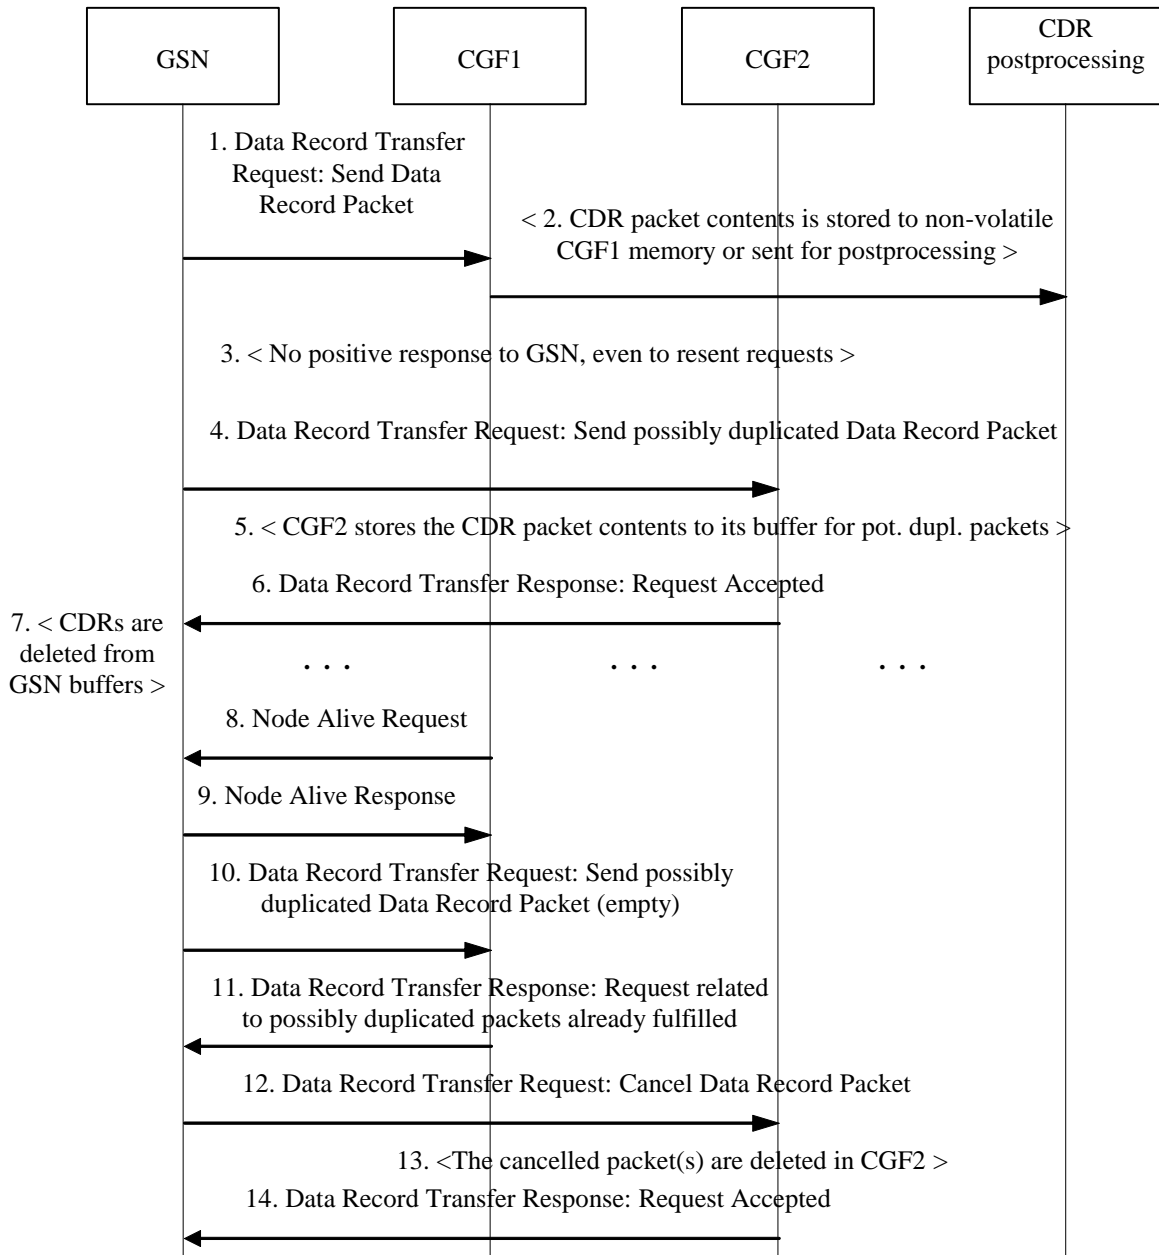 GSN
CGF1
CGF2
CDR
postprocessing
1. Data Record Transfer
Request: Send Data
Record Packet
< 2. CDR packet contents is stored to non-volatile
CGF1 memory or sent for postprocessing >
3. < No positive response to GSN, even to resent requests >
4. Data Record Transfer Request: Send possibly duplicated Data Record Packet
5. < CGF2 stores the CDR packet contents to its buffer for pot. dupl. packets >
6. Data Record Transfer Response: Request Accepted
7. < CDRs are
deleted from
GSN buffers >
. . .
. . .
. . .
8. Node Alive Request
9. Node Alive Response
10. Data Record Transfer Request: Send possibly
duplicated Data Record Packet (empty)
11. Data Record Transfer Response: Request related
to possibly duplicated packets already fulfilled
12. Data Record Transfer Request: Cancel Data Record Packet
13. <The cancelled packet(s) are deleted in CGF2 >
14. Data Record Transfer Response: Request Accepted